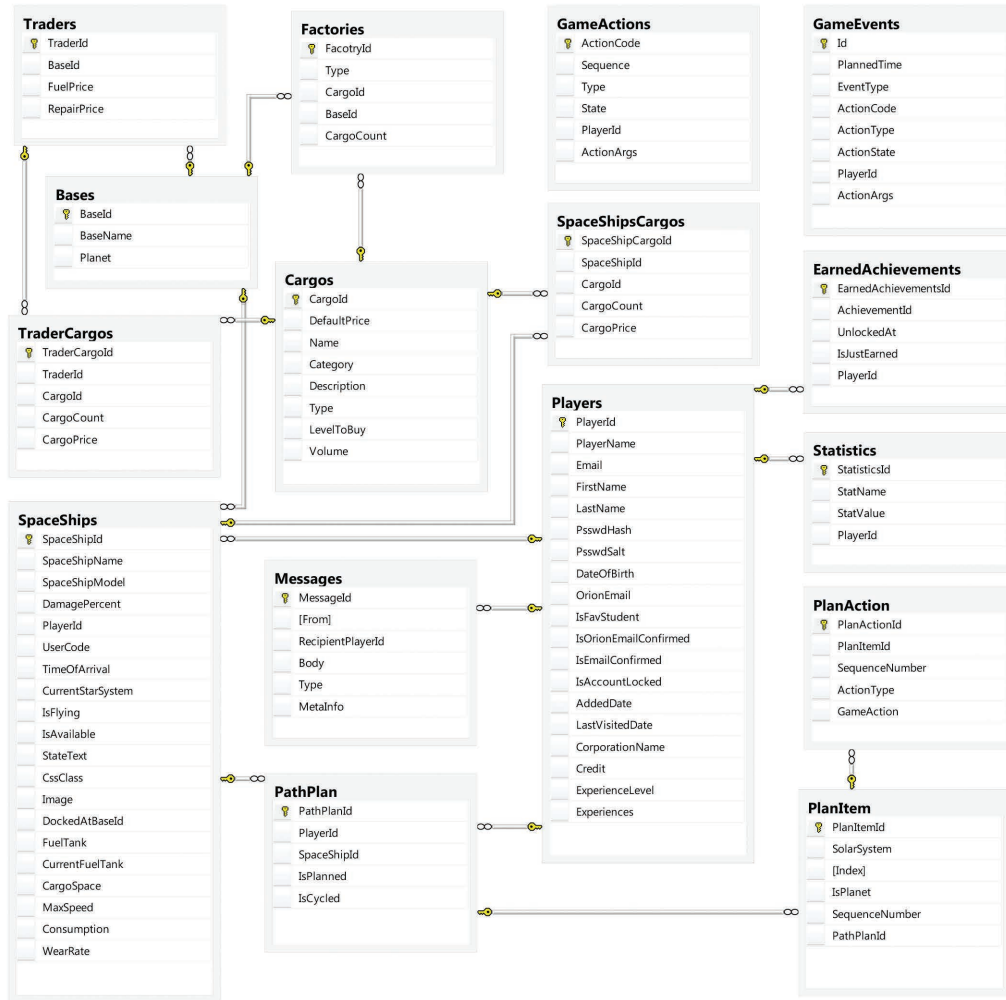 Traders
TraderId
BaseId
FuelPrice
RepairPrice
Factories
FacotryId
Type
CargoId
BaseId
CargoCount
GameActions
ActionCode
Sequence
Type
State
PlayerId
ActionArgs
GameEvents
Id
PlannedTime
EventType
ActionCode
ActionType
ActionState
PlayerId
ActionArgs
Bases
BaseId
BaseName
Planet
Cargos
CargoId
DefaultPrice
Name
Category
Description
Type
LevelToBuy
Volume
SpaceShipsCargos
SpaceShipCargoId
SpaceShipId
CargoId
CargoCount
CargoPrice
EarnedAchievements
EarnedAchievementsId
AchievementId
UnlockedAt
IsJustEarned
PlayerId
TraderCargos
TraderCargoId
TraderId
CargoId
CargoCount
CargoPrice
Players
PlayerId
PlayerName
Email
FirstName
LastName
PsswdHash
PsswdSalt
DateOfBirth
OrionEmail
IsFavStudent
IsOrionEmailConfirmed
IsEmailConfirmed
IsAccountLocked
AddedDate
LastVisitedDate
CorporationName
Credit
ExperienceLevel
Experiences
Statistics
StatisticsId
StatName
StatValue
PlayerId
SpaceShips
SpaceShipId
SpaceShipName
SpaceShipModel
DamagePercent
PlayerId
UserCode
TimeOfArrival
CurrentStarSystem
IsFlying
IsAvailable
StateText
CssClass
Image
DockedAtBaseId
FuelTank
CurrentFuelTank
CargoSpace
MaxSpeed
Consumption
WearRate
Messages
MessageId
[From]
RecipientPlayerId
Body
Type
MetaInfo
PlanAction
PlanActionId
PlanItemId
SequenceNumber
ActionType
GameAction
PathPlan
PathPlanId
PlayerId
SpaceShipId
IsPlanned
IsCycled
PlanItem
PlanItemId
SolarSystem
[Index]
IsPlanet
SequenceNumber
PathPlanId